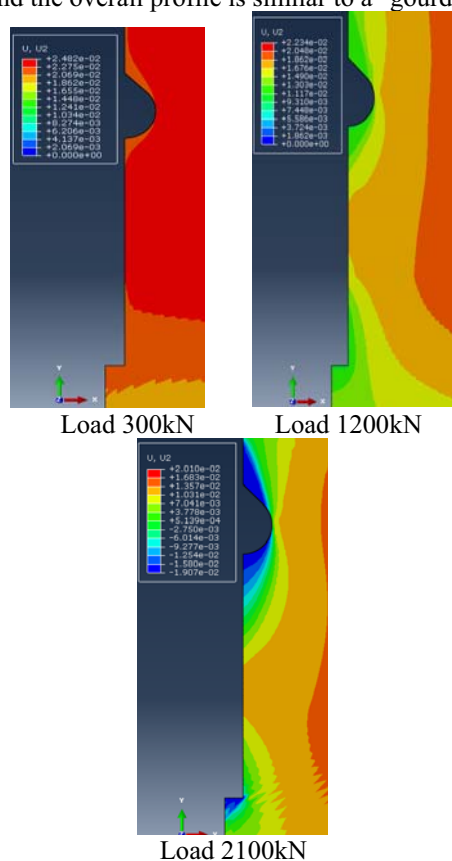 nd the overall profile is similar to a "gourd
U, U2
+2.482e-02
+2.275e-02
+2.069e-02
+1.862e-02
+1.655e-02
+1.448e-02
+1.241e-02
+1.034e-02
+8.274e-03
+6.206e-03
+4.137e-03
+2.069e-03
+0.000e+00
Y
Z X
U, U2
+2.234e-02
+2.048e-02
+1.862e-02
+1.676e-02
+1.490e-02
+1.303e-02
+1.117e-02
+9.310e-03
+7.448e-03
+5.586e-03
+3.724e-03
+1.862e-03
+0.000e+00
Y
Z X
Load 300kN
Load 1200kN
U, U2
+2.010e-02
+1.683e-02
+1.357e-02
+1.031e-02
+7.041e-03
+3.778e-03
+5.139e-04
-2.750e-03
-6.014e-03
-9.277e-03
-1.254e-02
-1.580e-02
-1.907e-02
Y
Z X
Load 2100kN